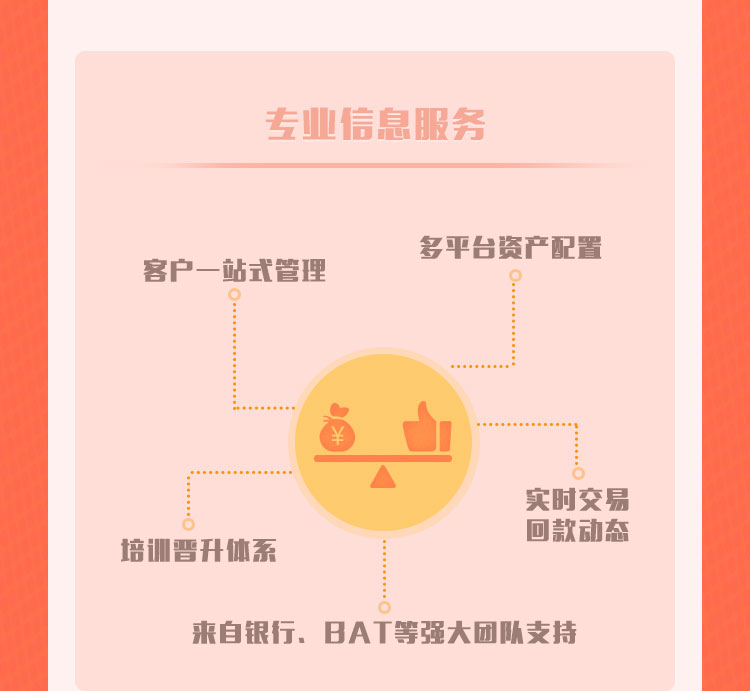 专业信息服务
多平台资产配置
客户一站式管理
¥
实时交易
回款动态
培训晋升体系
来自银行、BAT等强大团队支持